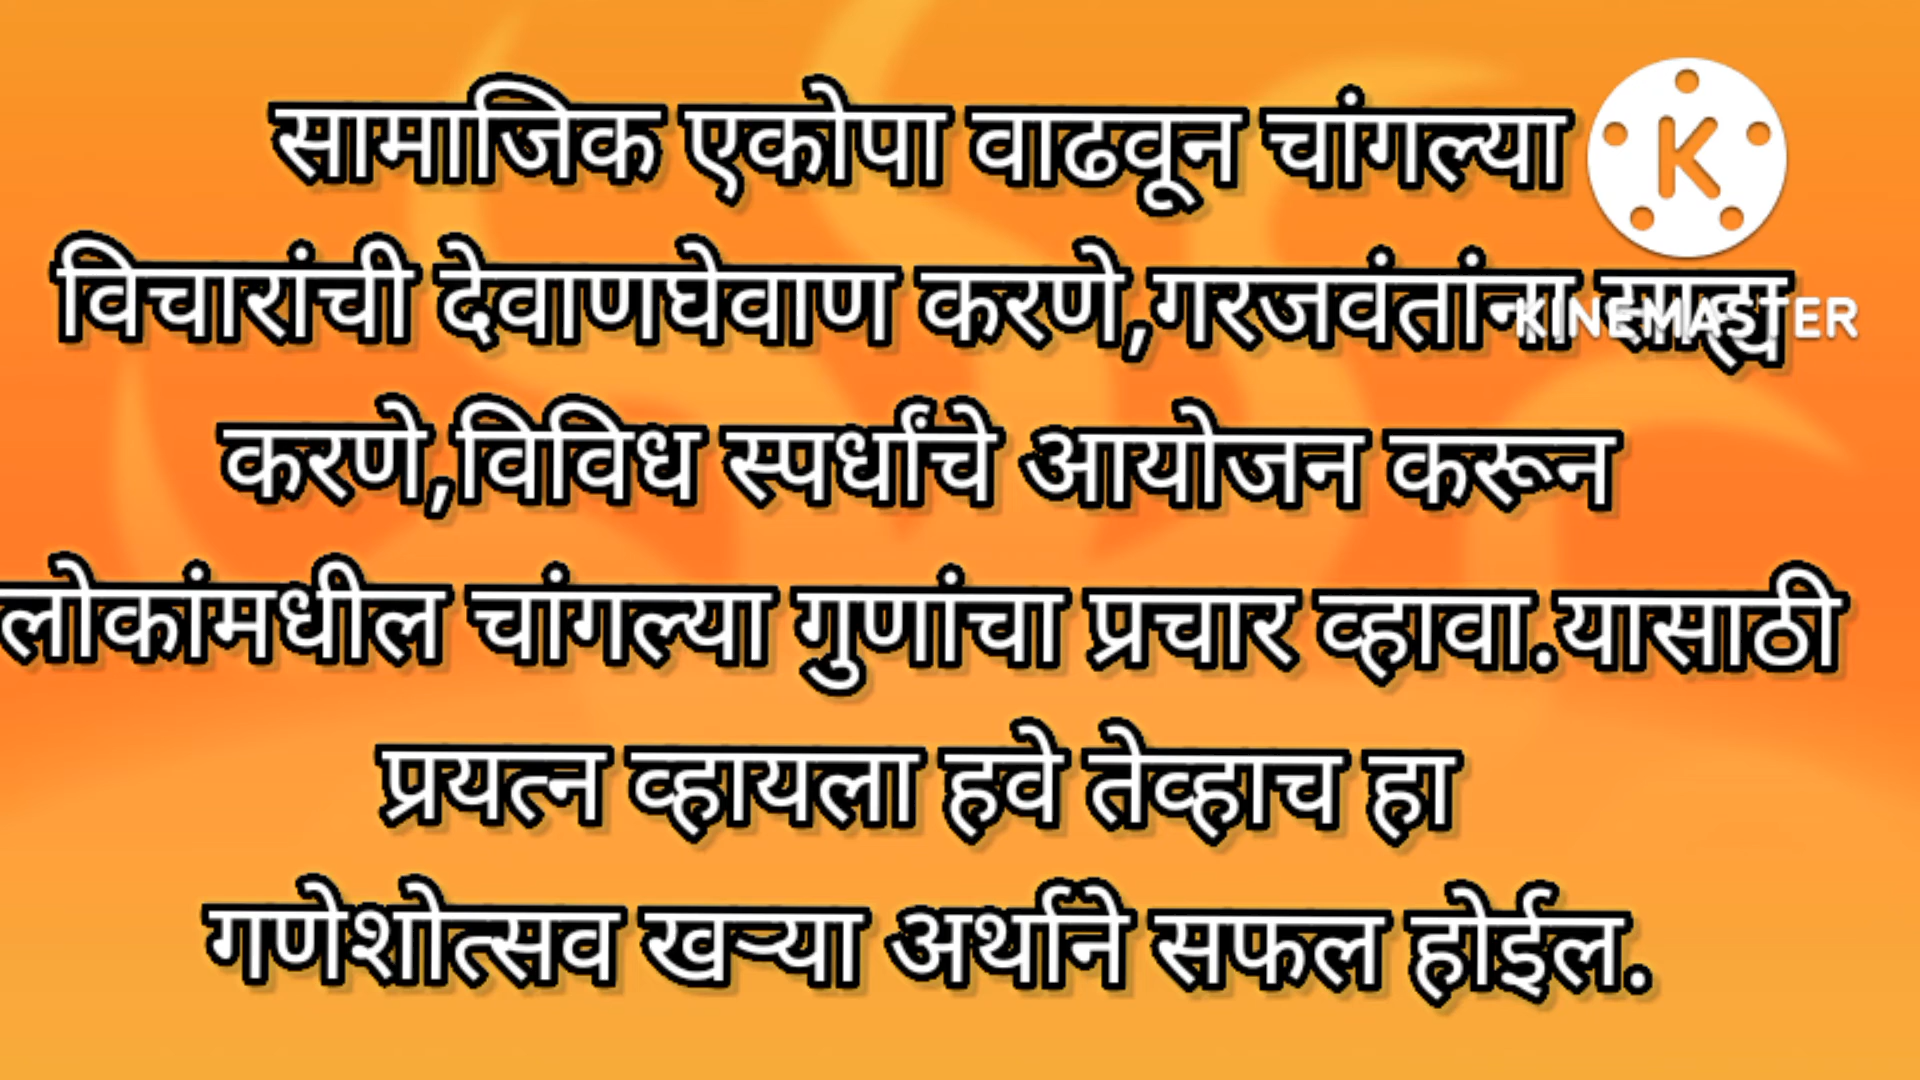 सामाजिक एकोपा वाढवून चांगल्या
K
विचारांची देवाणघेवाण करणे,गरजवंतांना साह्य
KINEMASTER
करणे,विविध स्पर्धांचे आयोजन करून
लोकांमधील चांगल्या गुणांचा प्रचार व्हावा.यासाठी
प्रयत्न व्हायला हवे तेव्हाच हा
गणेशोत्सव खऱ्या अर्थाने सफल होईल.